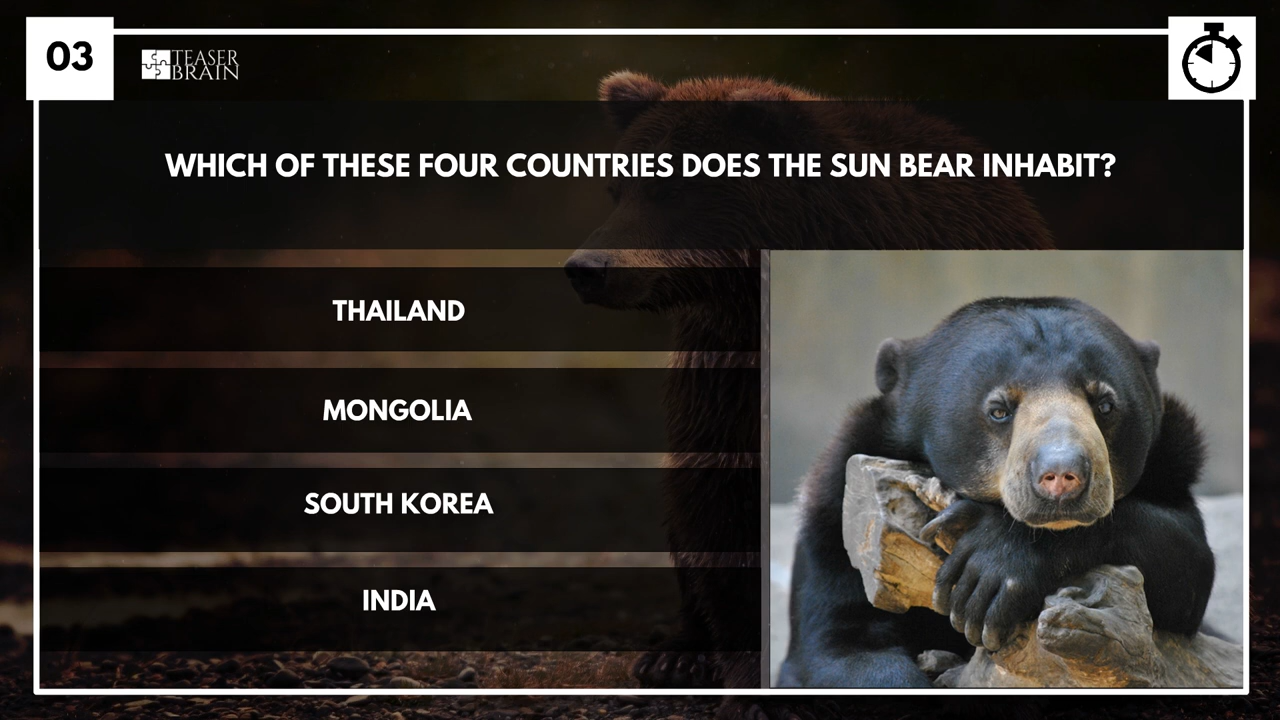 03
TEASER
BRAIN
WHICH OF THESE FOUR COUNTRIES DOES THE SUN BEAR INHABIT?
THAILAND
MONGOLIA
SOUTH KOREA
INDIA